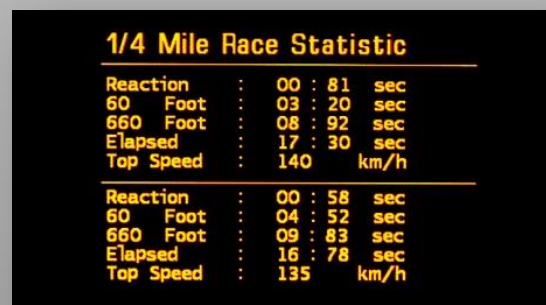 1/4 Mile Race Statistic
Reaction : 00 : 81 sec
60 Foot : 03 : 20 sec
660 Foot : 08 : 92 sec
Elapsed : 17 : 30 sec
Top Speed : 140 km/h
Reaction : 00 : 58 sec
60 Foot : 04 : 52 sec
660 Foot : 09 : 83 sec
Elapsed : 16 : 78 sec
Top Speed : 135 km/h